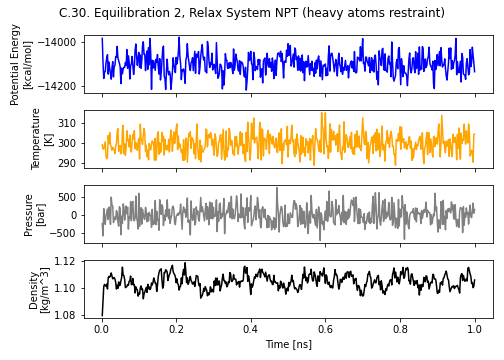 C.30. Equilibration 2, Relax System NPT (heavy atoms restraint)
Potential Energy
[kcal/mol]
−14000
−14200
Temperature
[K]
310
300
290
Pressure
[bar]
500
0
−500
Density
[kg/m^3]
1.12
1.10
1.08
0.0 0.2 0.4 0.6 0.8 1.0
Time [ns]